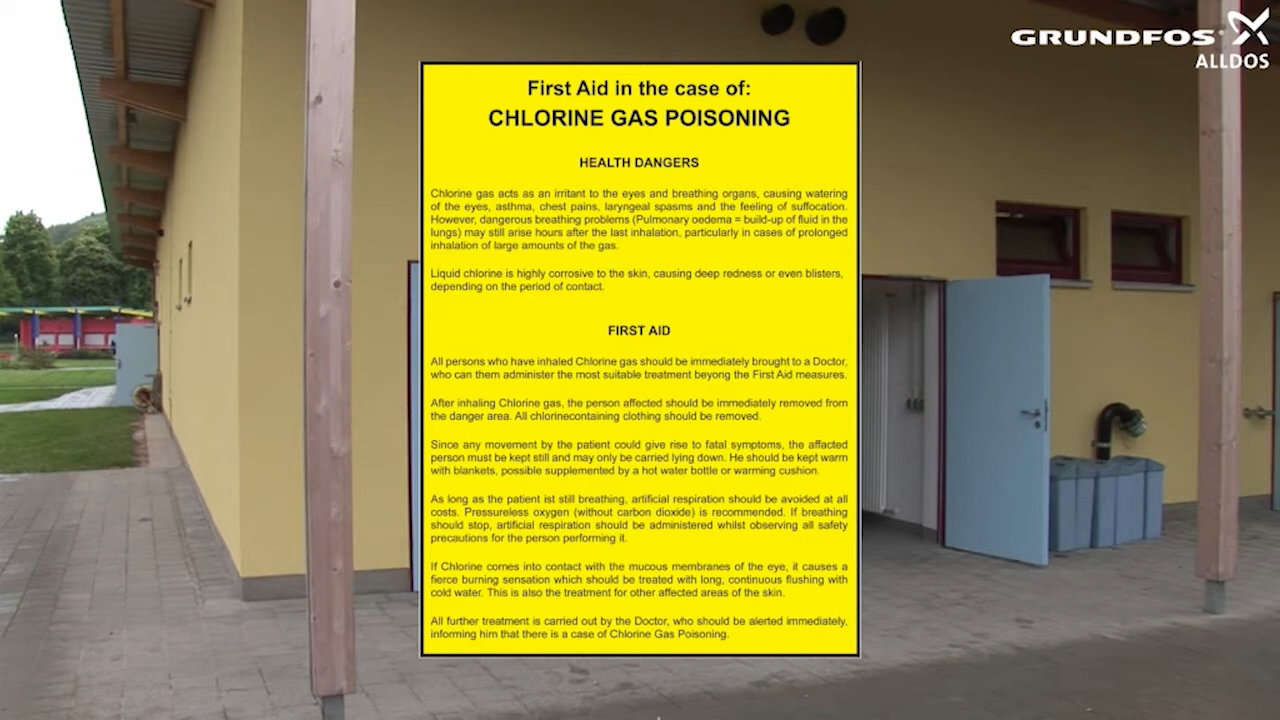 GRUNDFOS
ALLDOS
First Aid in the case of:
CHLORINE GAS POISONING
HEALTH DANGERS
Chlorine gas acts as an irritant to the eyes and breathing organs, causing watering
of the eyes, asthma, chest pains, laryngeal spasms and the feeling of suffocation.
However, dangerous breathing problems (Pulmonary oedema = build-up of fluid in the
lungs) may still arise hours after the last inhalation, particularly in cases of prolonged
inhalation of large amounts of the gas.
Liquid chlorine is highly corrosive to the skin, causing deep redness or even blisters,
depending on the period of contact.
FIRST AID
All persons who have inhaled Chlorine gas should be immediately brought to a Doctor,
who can them administer the most suitable treatment beyong the First Aid measures.
After inhaling Chlorine gas, the person affected should be immediately removed from
the danger area. All chlorinecontaining clothing should be removed.
Since any movement by the patient could give rise to fatal symptoms, the affacted
person must be kept still and may only be carried lying down. He should be kept warm
with blankets, possible supplemented by a hot water bottle or warming cushion.
As long as the patient ist still breathing, artificial respiration should be avoided at all
costs. Pressureless oxygen (without carbon dioxide) is recommended. If breathing
should stop, artificial respiration should be administered whilst observing all safety
precautions for the person performing it.
If Chlorine comes into contact with the mucous membranes of the eye, it causes a
fierce burning sensation which should be treated with long, continuous flushing with
cold water. This is also the treatment for other affected areas of the skin.
All further treatment is carried out by the Doctor, who should be alerted immediately,
informing him that there is a case of Chlorine Gas Poisoning.